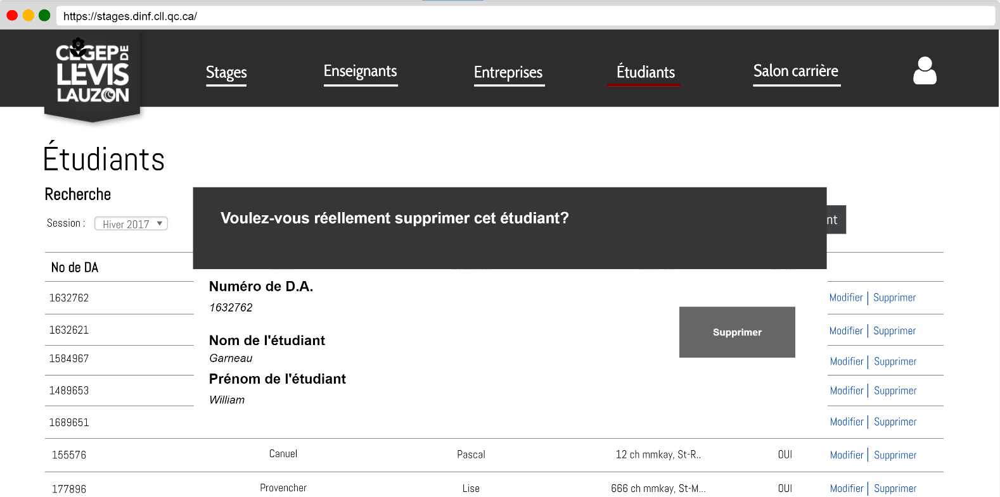 https://stages.dinf.cll.qc.ca/
CÉGEP DE
LÉVIS
LAUZON
Stages
Enseignants
Entreprises
Étudiants
Salon carrière
Étudiants
Recherche
Session : Hiver 2017
Voulez-vous réellement supprimer cet étudiant?
nt
No de DA
Numéro de D.A.
1632762
Nom de l'étudiant
Garneau
Prénom de l'étudiant
William
Supprimer
1632762 Modifier | Supprimer
1632621 Modifier | Supprimer
1584967 Modifier | Supprimer
1489653 Modifier | Supprimer
1689651 Modifier | Supprimer
155576 Canuel Pascal 12 ch mmkay, St-R.. OUI Modifier | Supprimer
177896 Provencher Lise 666 ch mmkay, St-M... OUI Modifier | Supprimer